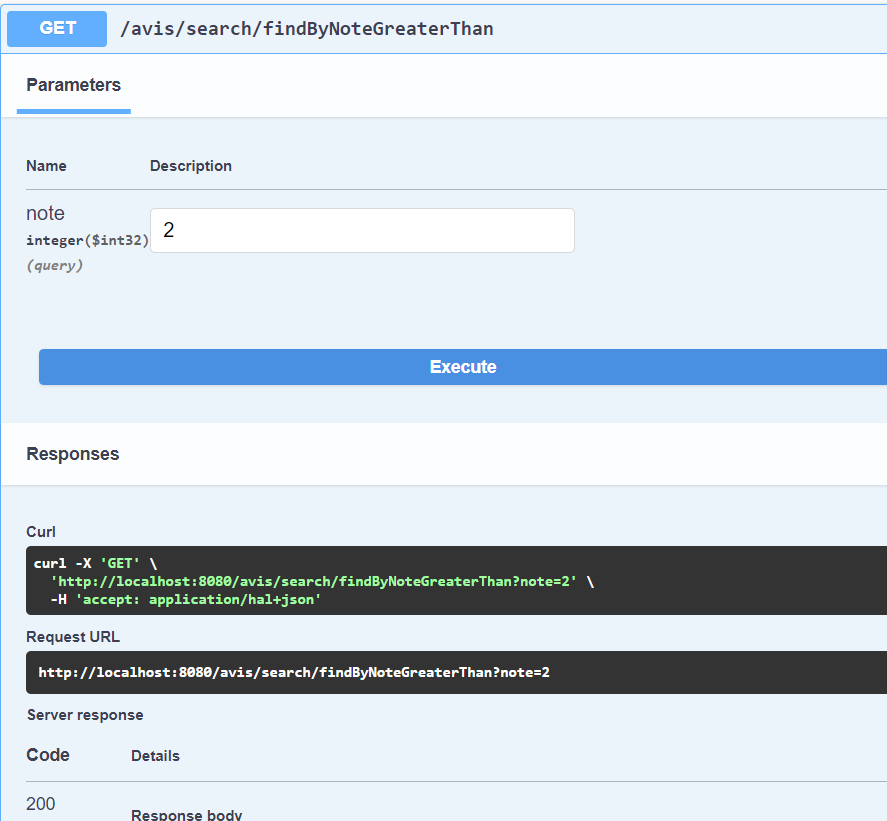 GET /avis/search/findByNoteGreaterThan
Parameters
Name Description
note
2
integer($int32)
(query)
Execute
Responses
Curl
curl -X 'GET' \
'http://localhost:8080/avis/search/findByNoteGreaterThan?note=2' \
-H 'accept: application/hal+json'
Request URL
http://localhost:8080/avis/search/findByNoteGreaterThan?note=2
Server response
Code Details
200
Response body